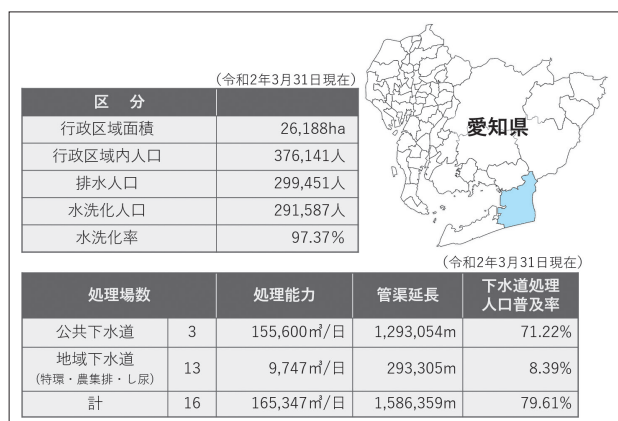 (令和2年3月31日現在)
区 分
行政区域面積 26,188ha
行政区域内人口 376,141人
排水人口 299,451人
水洗化人口 291,587人
水洗化率 97.37%
愛知県
(令和2年3月31日現在)
処理場数 処理能力 管渠延長 下水道処理
人口普及率
公共下水道 3 155,600㎥/日 1,293,054m 71.22%
地域下水道
(特環・農集排・し尿) 13 9,747㎥/日 293,305m 8.39%
計 16 165,347㎥/日 1,586,359m 79.61%